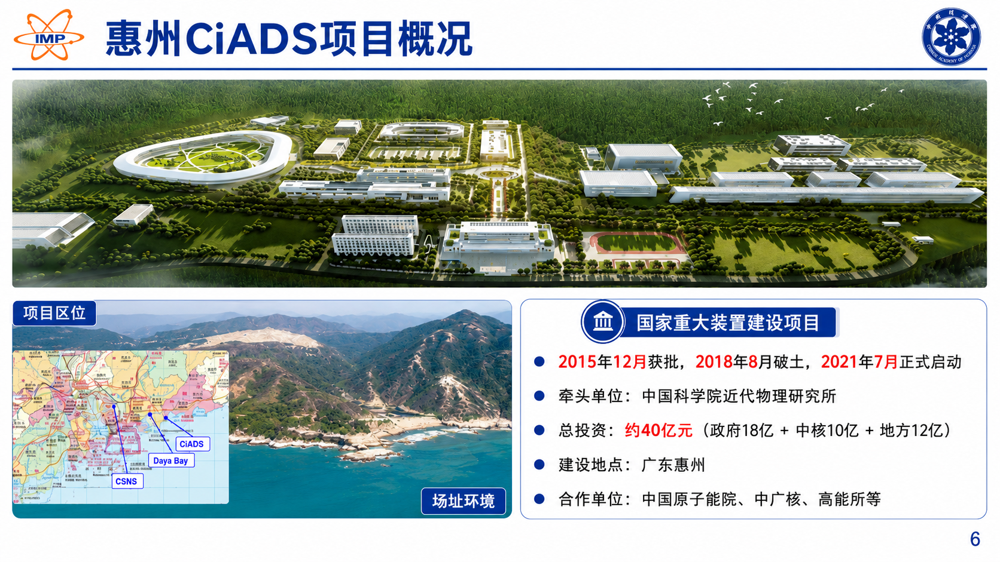 IMP
惠州CiADS项目概况
CHINESE ACADEMY OF SCIENCES
项目区位
CiADS
Daya Bay
CSNS
场址环境
国家重大装置建设项目
2015年12月获批，2018年8月破土，2021年7月正式启动
牵头单位：中国科学院近代物理研究所
总投资：约40亿元（政府18亿 + 中核10亿 + 地方12亿）
建设地点：广东惠州
合作单位：中国原子能院、中广核、高能所等
6